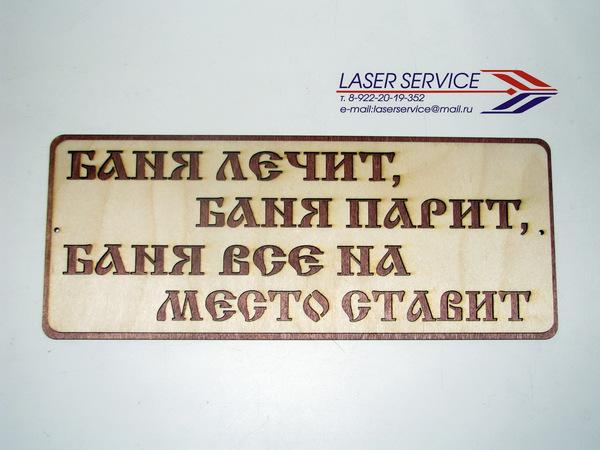 LASER SERVICE
т. 8-922-20-19-352
e-mail:laserservice@mail.ru
БАНЯ ЛЕЧИТ,
БАНЯ ПАРИТ,
БАНЯ ВСЕ НА
МЕСТО СТАВИТ